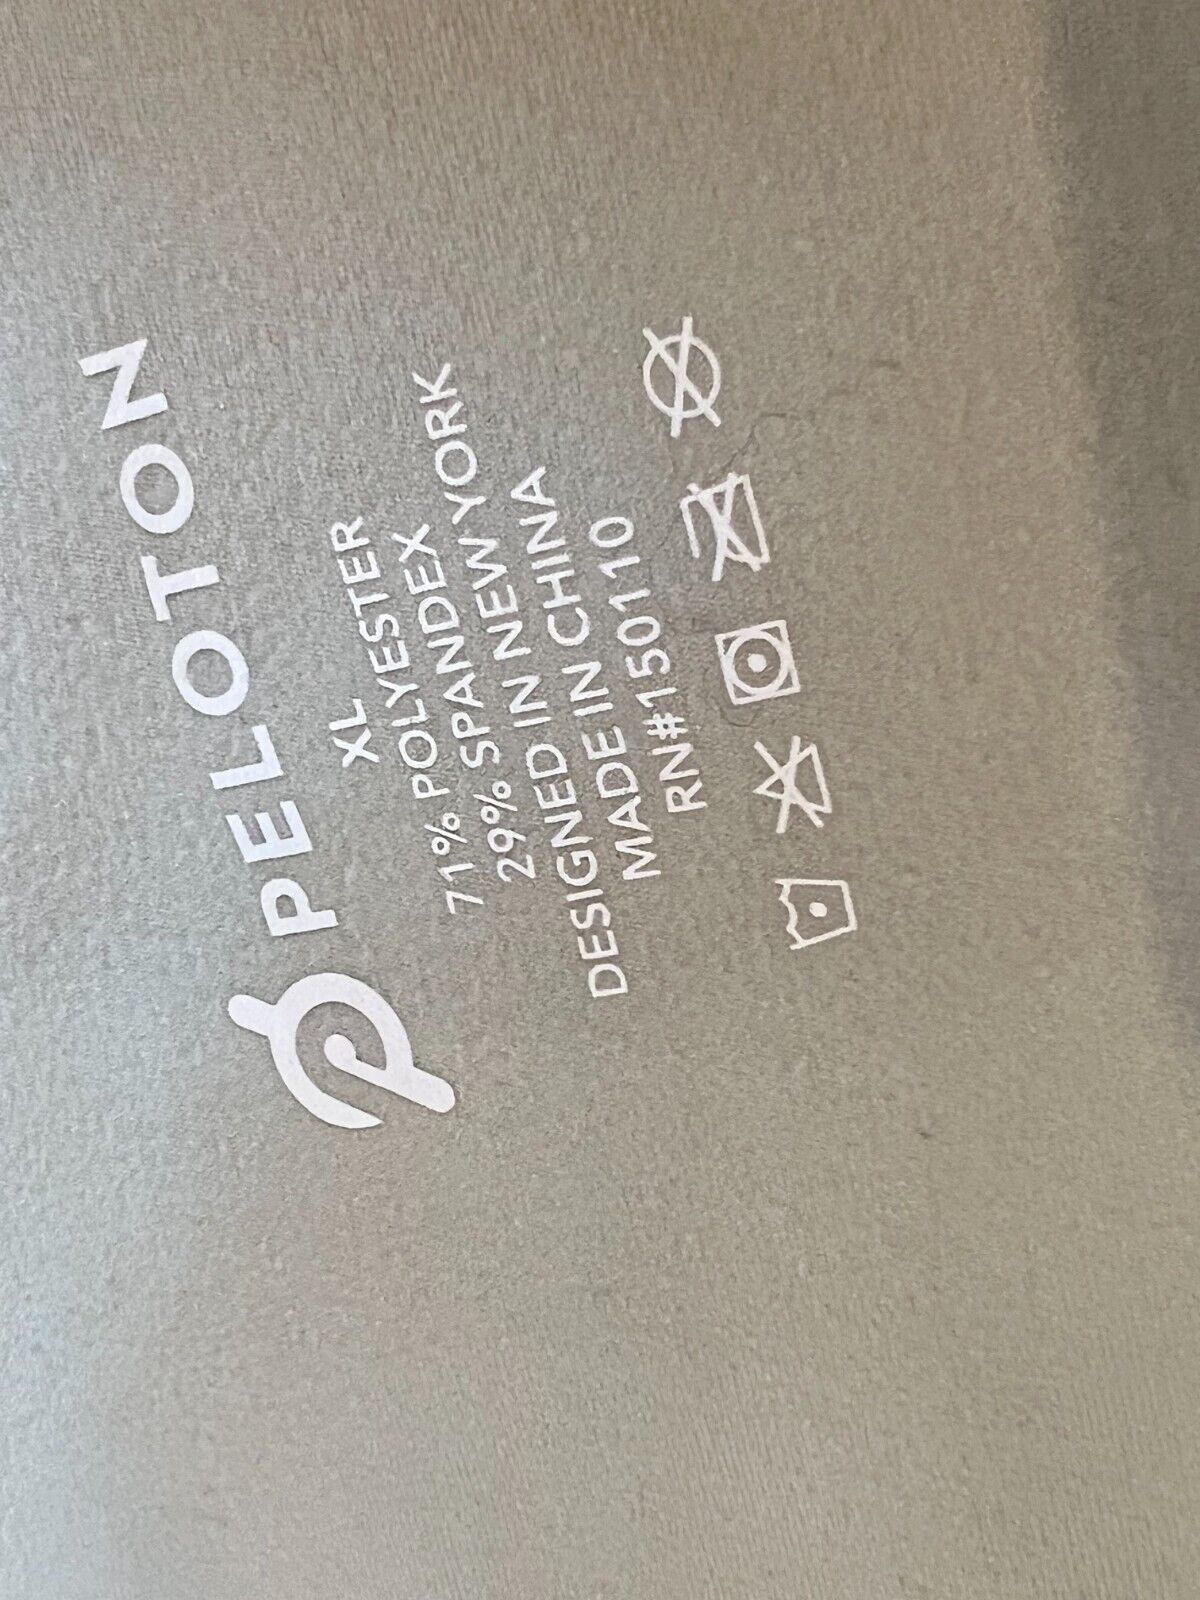 PELOTON
XL
71% POLYESTER
29% SPANDEX
DESIGNED IN NEW YORK
MADE IN CHINA
RN#150110